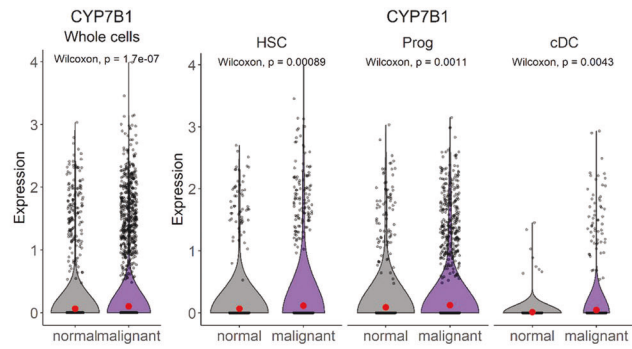 CYP7B1
Whole cells
Wilcoxon, p = 1.7e-07
Expression
4
3
2
1
0
normal malignant
CYP7B1
HSC Prog cDC
Wilcoxon, p = 0.00089 Wilcoxon, p = 0.0011 Wilcoxon, p = 0.0043
Expression
4
3
2
1
0
normal malignant normal malignant normal malignant